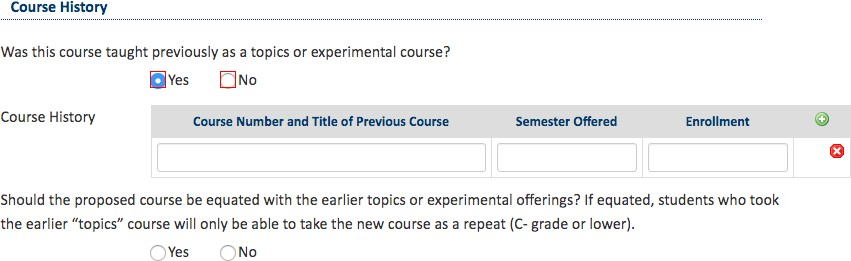 Course History
Was this course taught previously as a topics or experimental course?
Yes No
Course History
Course Number and Title of Previous Course Semester Offered Enrollment
Should the proposed course be equated with the earlier topics or experimental offerings? If equated, students who took
the earlier “topics” course will only be able to take the new course as a repeat (C- grade or lower).
Yes No